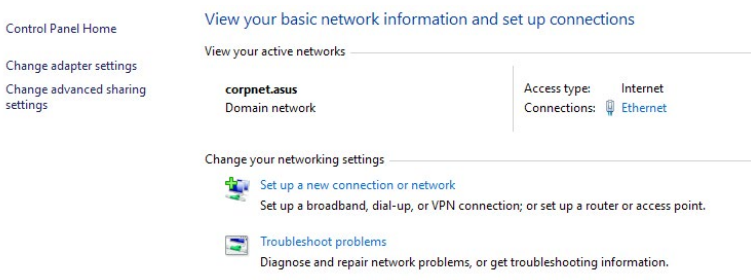 Control Panel Home
Change adapter settings
Change advanced sharing
settings
View your basic network information and set up connections
View your active networks
corpnet.asus
Domain network
Access type: Internet
Connections: Ethernet
Change your networking settings
Set up a new connection or network
Set up a broadband, dial-up, or VPN connection; or set up a router or access point.
Troubleshoot problems
Diagnose and repair network problems, or get troubleshooting information.